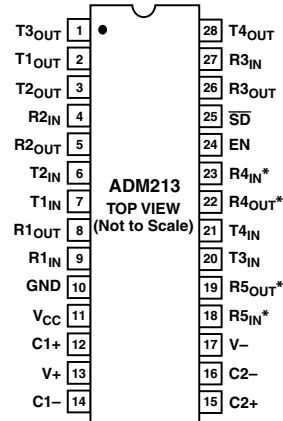 T3OUT 1 28 T4OUT
T1OUT 2 27 R3IN
T2OUT 3 26 R3OUT
R2IN 4 25 S̅D̅
R2OUT 5 24 EN
T2IN 6 23 R4IN*
T1IN 7 22 R4OUT*
R1OUT 8 21 T4IN
R1IN 9 20 T3IN
GND 10 19 R5OUT*
VCC 11 18 R5IN*
C1+ 12 17 V–
V+ 13 16 C2–
C1– 14 15 C2+
ADM213
TOP VIEW
(Not to Scale)